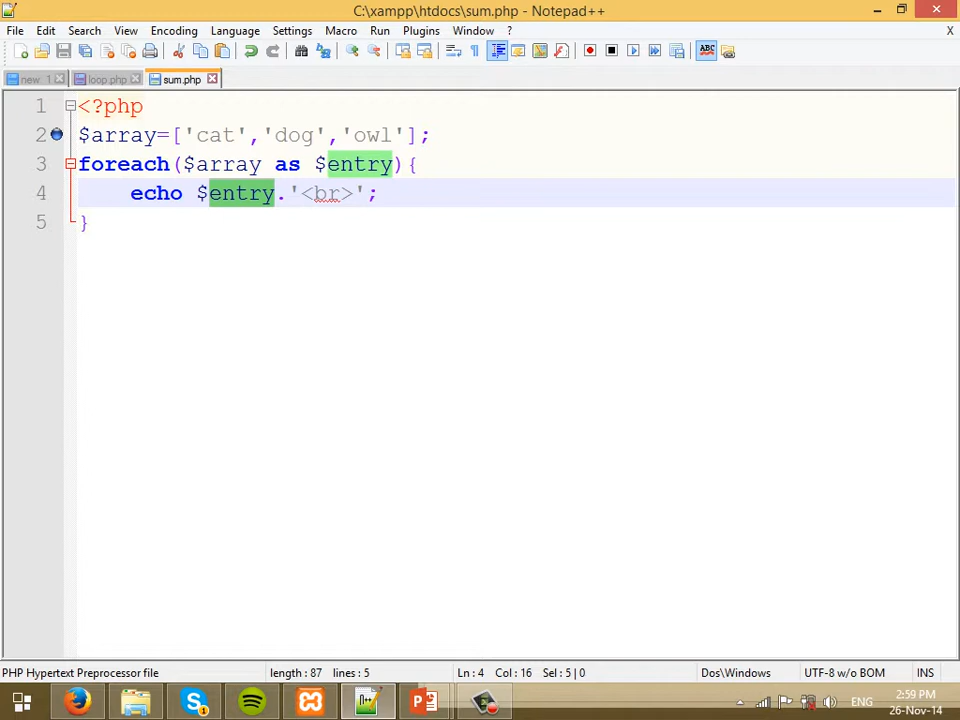 C:\xampp\htdocs\sum.php - Notepad++
File Edit Search View Encoding Language Settings Macro Run Plugins Window ? X
new 1 loop.php sum.php
1 <?php
2 $array=['cat','dog','owl'];
3 foreach($array as $entry){
4 echo $entry.'<br>';
5 }
PHP Hypertext Preprocessor file length : 87 lines : 5 Ln : 4 Col : 16 Sel : 5 | 0 Dos\Windows UTF-8 w/o BOM INS
ENG 2:59 PM
26-Nov-14